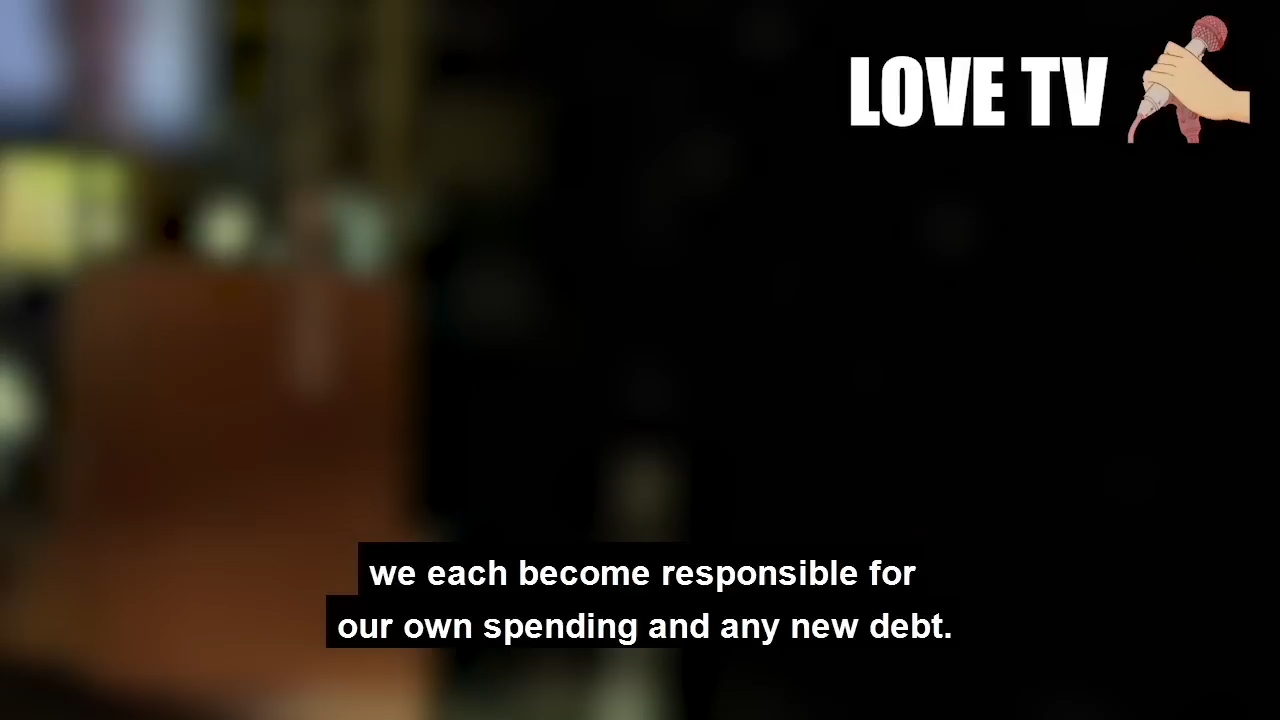 LOVE TV
we each become responsible for
our own spending and any new debt.